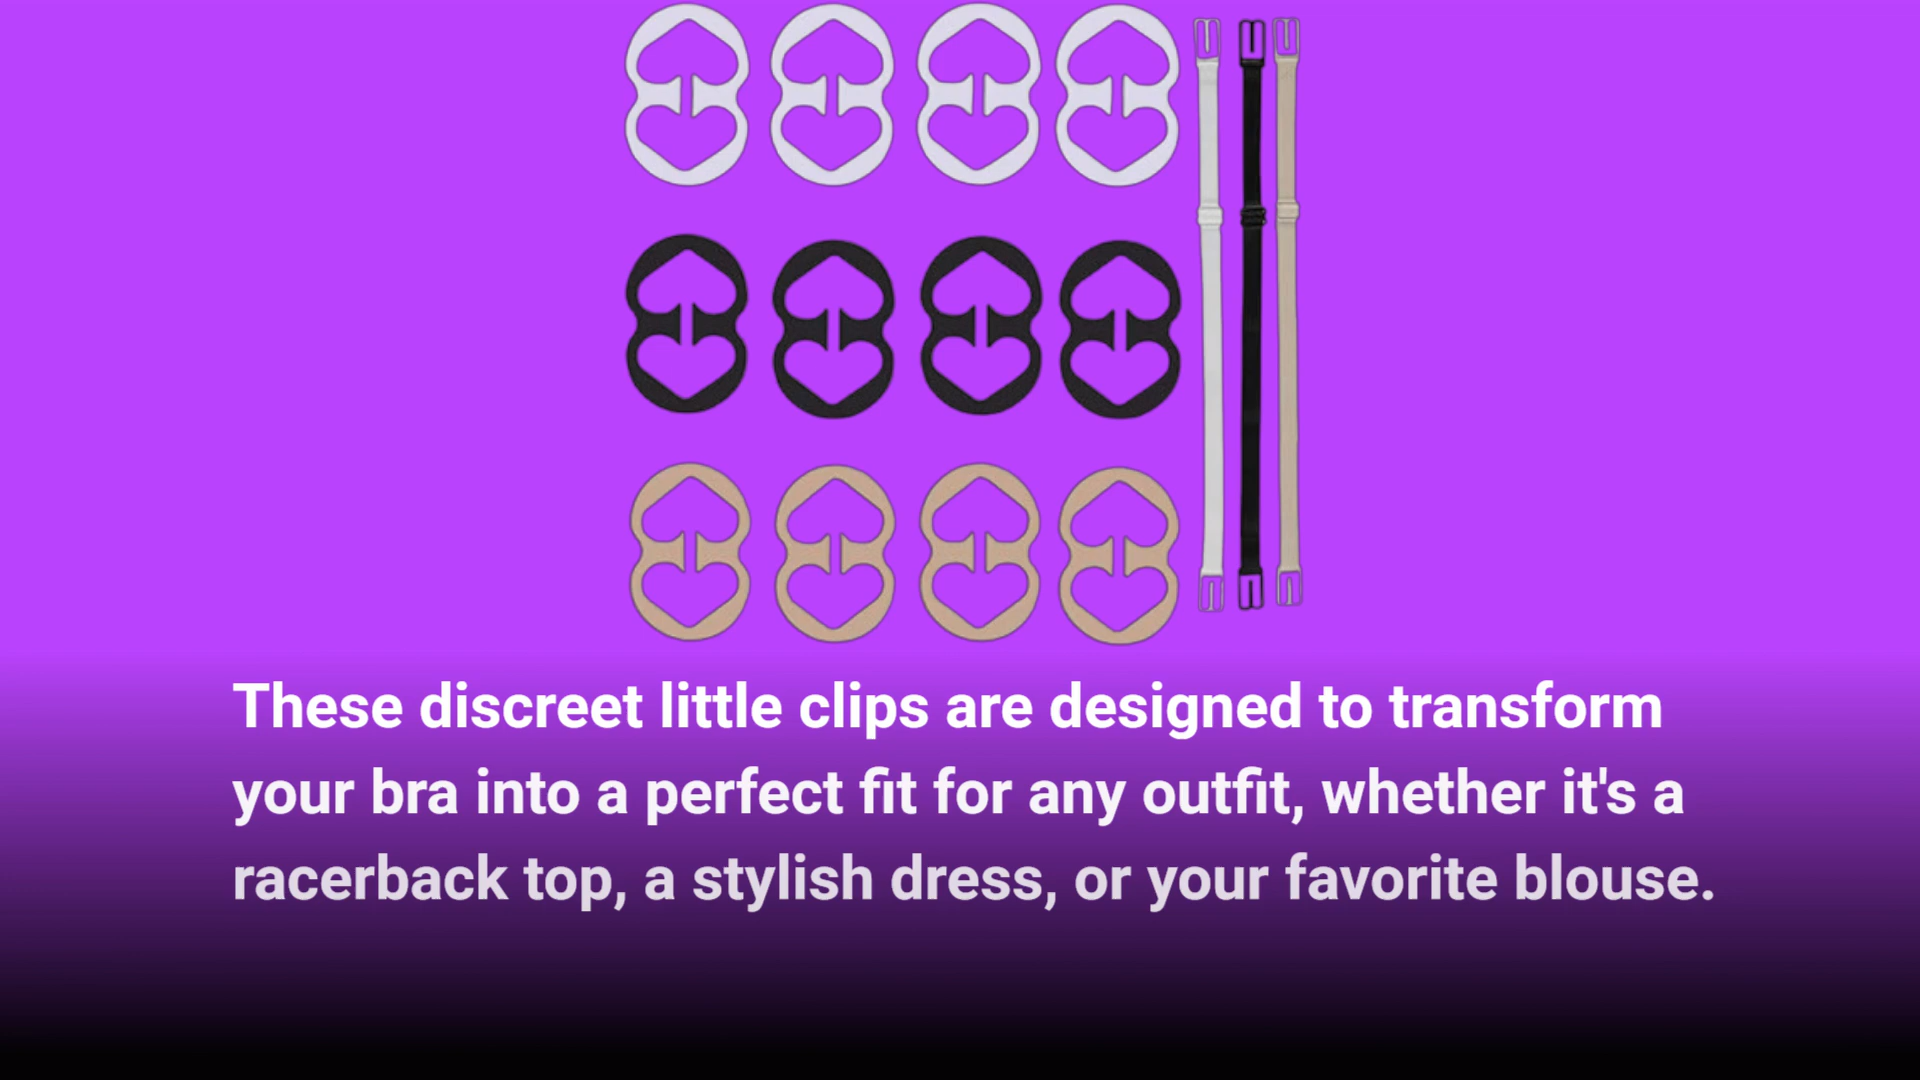 These discreet little clips are designed to transform
your bra into a perfect fit for any outfit, whether it's a
racerback top, a stylish dress, or your favorite blouse.